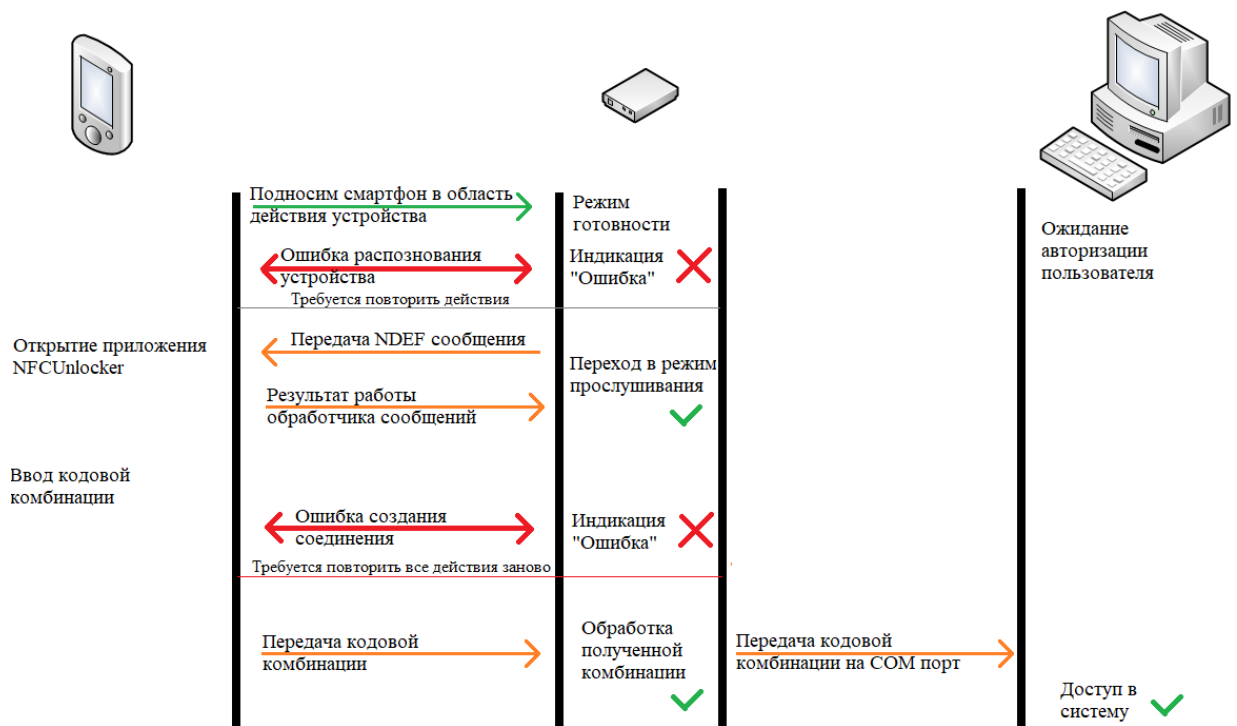 Подносим смартфон в область
действия устройства
Режим
готовности
Ожидание
авторизации
пользователя
Ошибка распознования
устройства
Индикация
"Ошибка"
Требуется повторить действия
Открытие приложения
NFCUnlocker
Передача NDEF сообщения
Переход в режим
прослушивания
Результат работы
обработчика сообщений
Ввод кодовой
комбинации
Ошибка создания
соединения
Индикация
"Ошибка"
Требуется повторить все действия заново
Передача кодовой
комбинации
Обработка
полученной
комбинации
Передача кодовой
комбинации на COM порт
Доступ в
систему